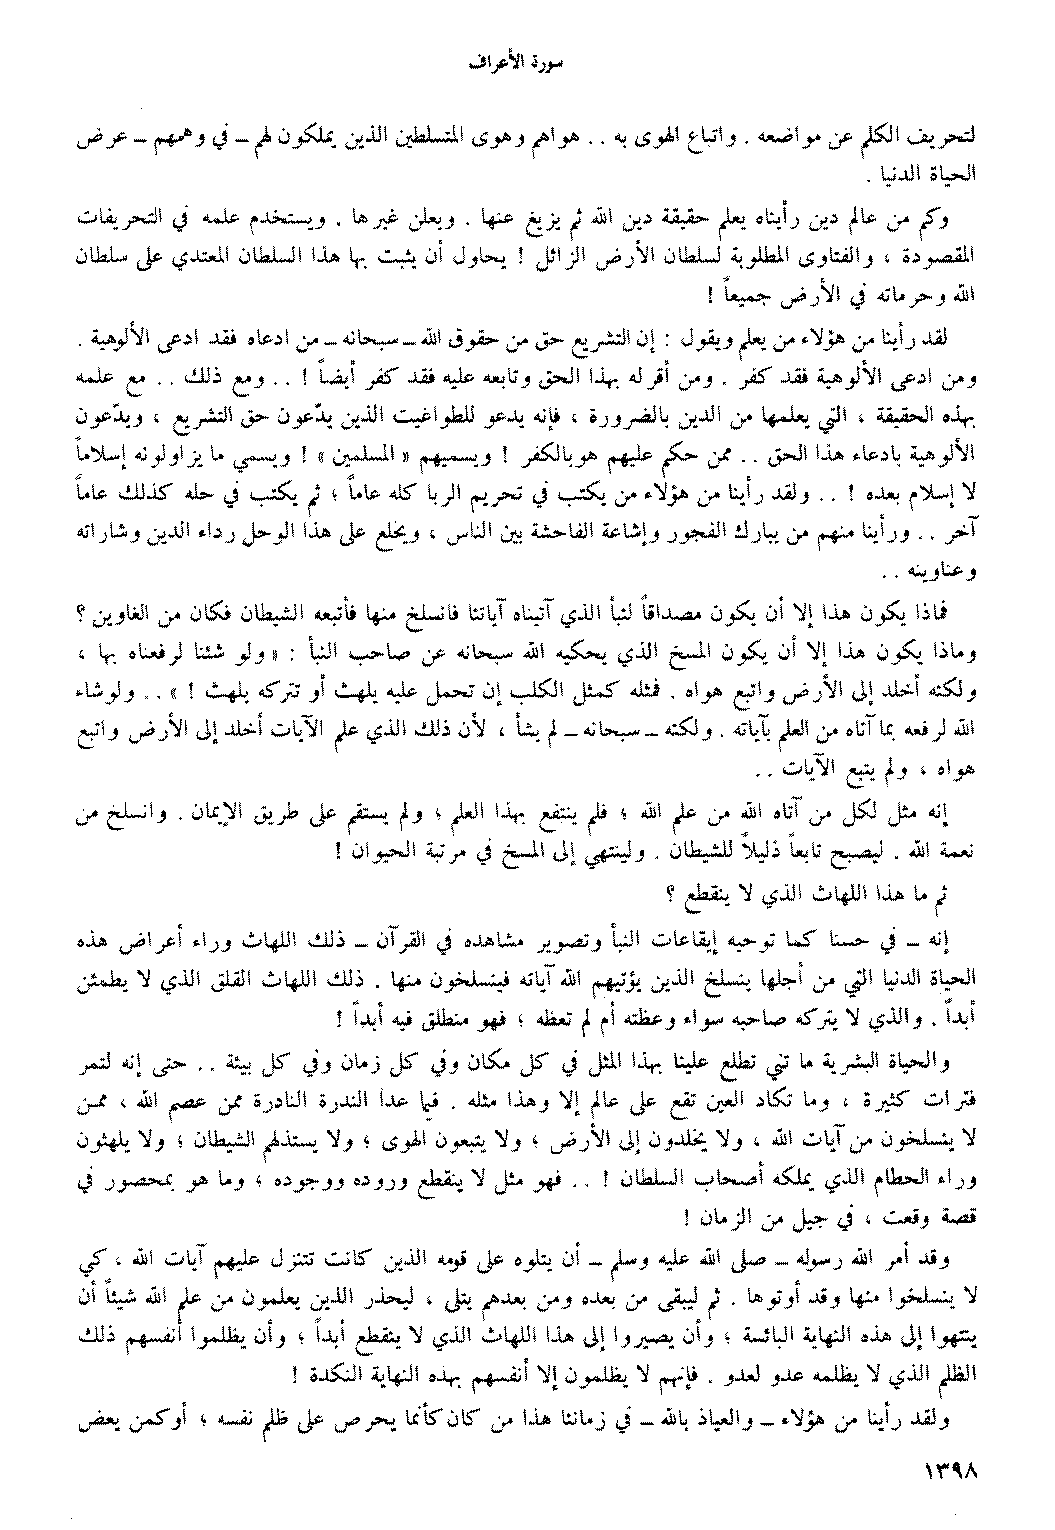 سورة الأعراف
لتحريف الكلم عن مواضعه . واتباع الهوى به . . هواهم وهوى المتسلطين الذين يملكون لهم – في وهمهم – عرض
الحياة الدنيا .
وكم من عالم دين رأيناه يعلم حقيقة دين الله ثم يزيغ عنها . ويعلن غيرها . ويستخدم علمه في التحريفات
المقصودة ، والفتاوى المطلوبة لسلطان الأرض الزائل ! يحاول أن يثبت بها هذا السلطان المعتدي على سلطان
الله وحرماته في الأرض جميعاً !
لقد رأينا من هؤلاء من يعلم ويقول : إن التشريع حق من حقوق الله – سبحانه – من ادعاه فقد ادعى الألوهية .
ومن ادعى الألوهية فقد كفر . ومن أقر له بهذا الحق وتابعه عليه فقد كفر أيضاً ! . . ومع ذلك . . مع علمه
بهذه الحقيقة ، التي يعلمها من الدين بالضرورة ، فإنه يدعو للطواغيت الذين يدّعون حق التشريع ، ويدّعون
الألوهية بادعاء هذا الحق . . ممن حكم عليهم هو بالكفر ! ويسميهم « المسلمين » ! ويسمي ما يزاولونه إسلاماً
لا إسلام بعده ! . . ولقد رأينا من هؤلاء من يكتب في تحريم الربا كله عاماً ؛ ثم يكتب في حله كذلك عاماً
آخر . . ورأينا منهم من يبارك الفجور وإشاعة الفاحشة بين الناس ، ويخلع على هذا الوحل رداء الدين وشاراته
وعناوينه . .
فماذا يكون هذا إلا أن يكون مصداقاً لنبأ الذي آتيناه آياتنا فانسلخ منها فأتبعه الشيطان فكان من الغاوين ؟
وماذا يكون هذا إلا أن يكون المسخ الذي يحكيه الله سبحانه عن صاحب النبأ : « ولو شئنا لرفعناه بها ،
ولكنه أخلد إلى الأرض واتبع هواه . فمثله كمثل الكلب إن تحمل عليه يلهث أو تتركه يلهث ! » . . ولو شاء
الله لرفعه بما آتاه من العلم بآياته . ولكنه – سبحانه – لم يشأ ، لأن ذلك الذي علم الآيات أخلد إلى الأرض واتبع
هواه ، ولم يتبع الآيات . .
إنه مثل لكل من آتاه الله من علم الله ؛ فلم ينتفع بهذا العلم ؛ ولم يستقم على طريق الإيمان . وانسلخ من
نعمة الله . ليصبح تابعاً ذليلاً للشيطان . ولينتهي إلى المسخ في مرتبة الحيوان !
ثم ما هذا اللهاث الذي لا ينقطع ؟
إنه – في حسنا كما توحيه إيقاعات النبأ وتصوير مشاهده في القرآن – ذلك اللهاث وراء أعراض هذه
الحياة الدنيا التي من أجلها ينسلخ الذين يؤتيهم الله آياته فينسلخون منها . ذلك اللهاث القلق الذي لا يطمئن
أبداً . والذي لا يتركه صاحبه سواء وعظته أم لم تعظه ؛ فهو منطلق فيه أبداً !
والحياة البشرية ما تني تطلع علينا بهذا المثل في كل مكان وفي كل زمان وفي كل بيئة . . حتى إنه لتمر
فترات كثيرة ، وما تكاد العين تقع على عالم إلا وهذا مثله . فيما عدا الندرة النادرة ممن عصم الله ، ممن
لا ينسلخون من آيات الله ، ولا يخلدون إلى الأرض ؛ ولا يتبعون الهوى ؛ ولا يستذلهم الشيطان ؛ ولا يلهثون
وراء الحطام الذي يملكه أصحاب السلطان ! . . فهو مثل لا ينقطع وروده ووجوده ؛ وما هو بمحصور في
قصة وقعت ، في جيل من الزمان !
وقد أمر الله رسوله – صلى الله عليه وسلم – أن يتلوه على قومه الذين كانت تتنزل عليهم آيات الله ، كي
لا ينسلخوا منها وقد أوتوها . ثم ليبقى من بعده ومن بعدهم يتلى ، ليحذر الذين يعلمون من علم الله شيئاً أن
ينتهوا إلى هذه النهاية البائسة ؛ وأن يصيروا إلى هذا اللهاث الذي لا ينقطع أبداً ؛ وأن يظلموا أنفسهم ذلك
الظلم الذي لا يظلمه عدو لعدو . فإنهم لا يظلمون إلا أنفسهم بهذه النهاية النكدة !
ولقد رأينا من هؤلاء – والعياذ بالله – في زماننا هذا من كان كأنما يحرص على ظلم نفسه ؛ أو كمن يعض
١٣٩٨